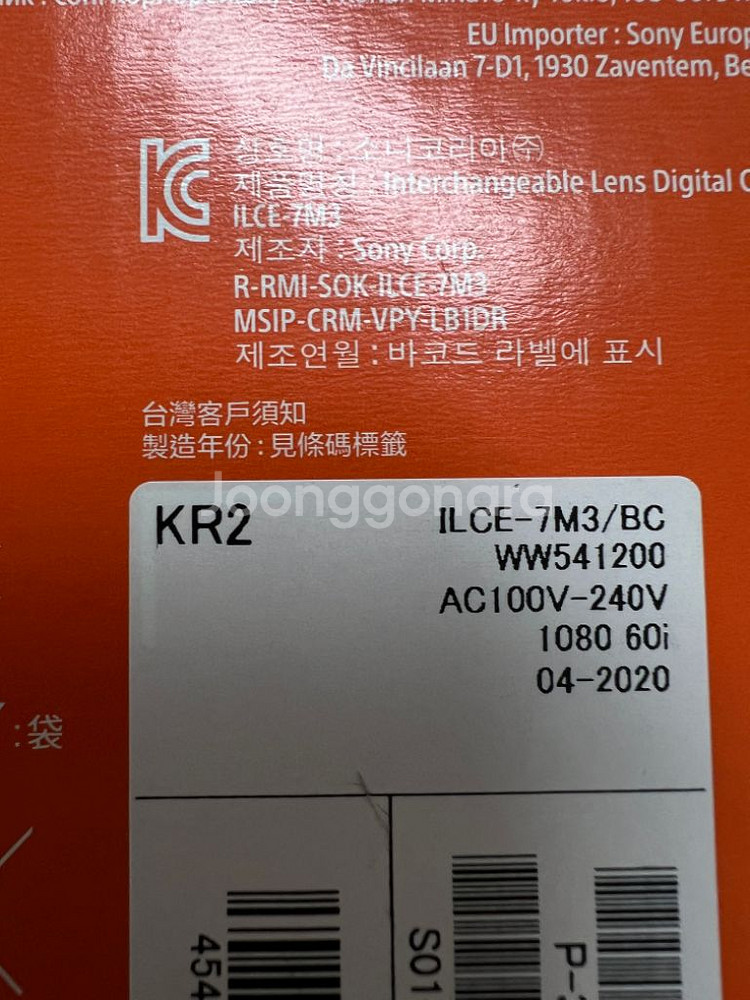 EU Importer : Sony Europ
Da Vincilaan 7-D1, 1930 Zaventem, Be
상호명 : 소니코리아㈜
제품명칭 : Interchangeable Lens Digital C
ILCE-7M3
제조자 : Sony Corp.
R-RMI-SOK-ILCE-7M3
MSIP-CRM-VPY-LB1DR
제조연월 : 바코드 라벨에 표시
台灣客戶須知
製造年份 : 見條碼標籤
loonggongra
KR2
ILCE-7M3/BC
WW541200
AC100V-240V
1080 60i
04-2020
: 袋
454
S01
P-